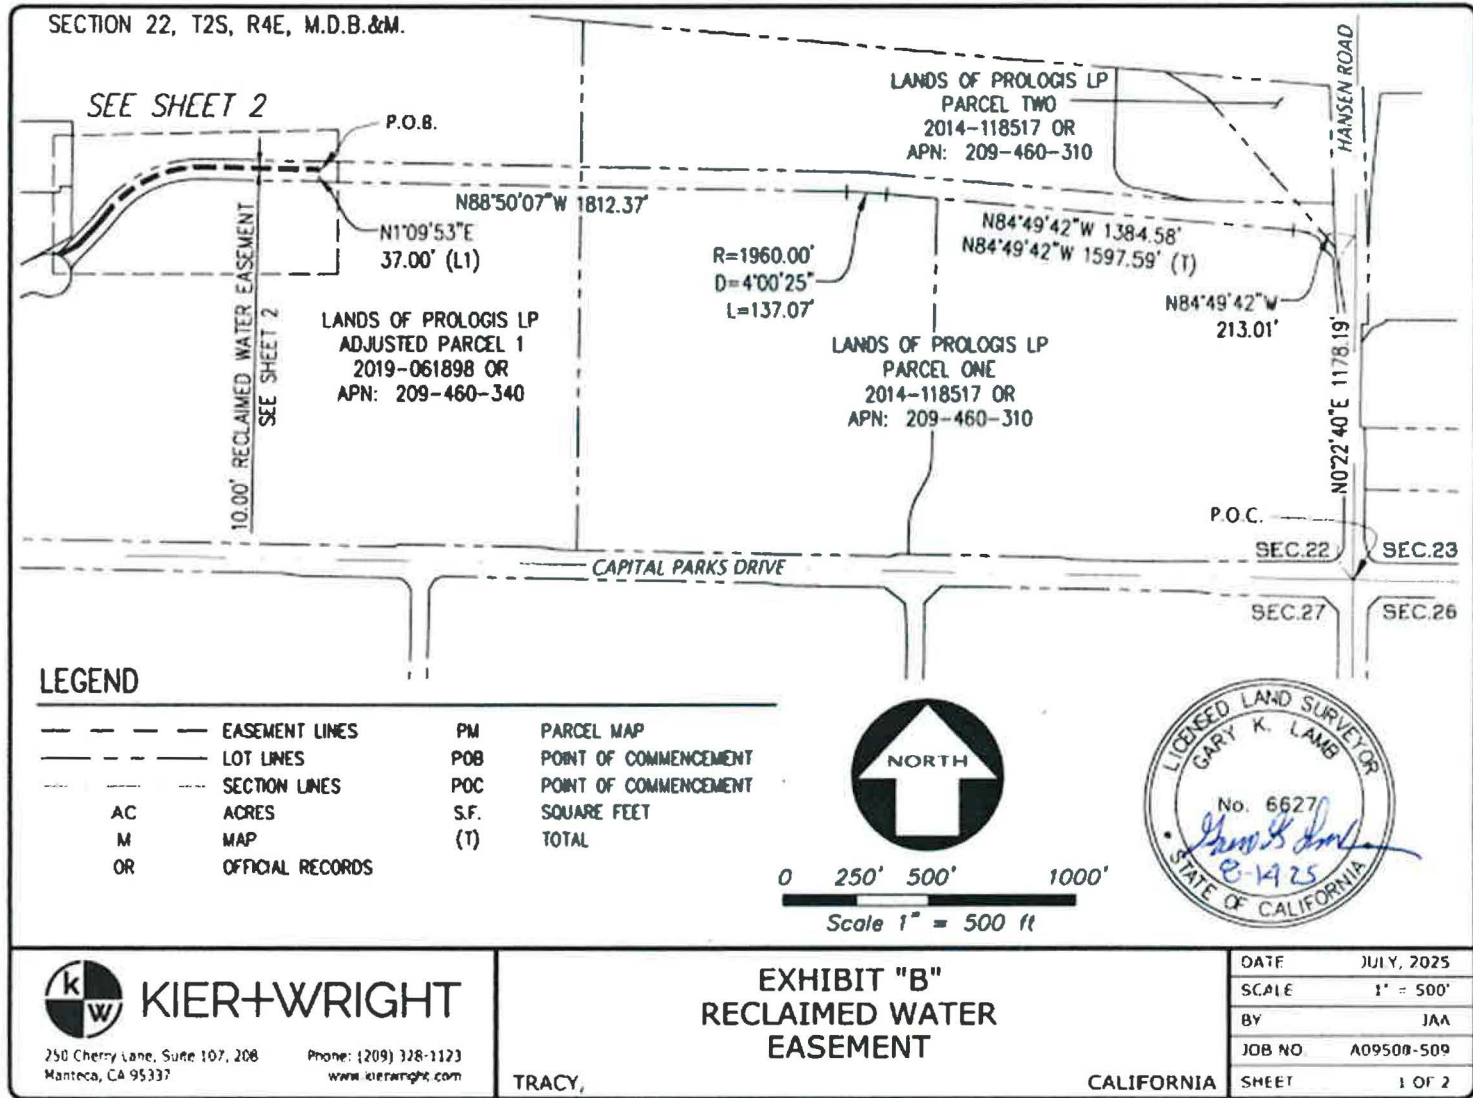 SECTION 22, T2S, R4E, M.D.B.&M.
SEE SHEET 2
P.O.B.
HANSEN ROAD
LANDS OF PROLOGIS LP
PARCEL TWO
2014-118517 OR
APN: 209-460-310
N88°50'07"W 1812.37'
N1°09'53"E
37.00' (L1)
10.00' RECLAIMED WATER EASEMENT
SEE SHEET 2
LANDS OF PROLOGIS LP
ADJUSTED PARCEL 1
2019-061898 OR
APN: 209-460-340
R=1960.00'
D=4°00'25"
L=137.07'
N84°49'42"W 1384.58'
N84°49'42"W 1597.59' (T)
N84°49'42"W
213.01'
LANDS OF PROLOGIS LP
PARCEL ONE
2014-118517 OR
APN: 209-460-310
N0°22'40"E 1178.19'
P.O.C.
SEC.22 SEC.23
CAPITAL PARKS DRIVE
SEC.27 SEC.26
LEGEND
EASEMENT LINES PM PARCEL MAP
LOT LINES POB POINT OF COMMENCEMENT
SECTION LINES POC POINT OF COMMENCEMENT
AC ACRES S.F. SQUARE FEET
M MAP (T) TOTAL
OR OFFICIAL RECORDS
NORTH
0 250' 500' 1000'
Scale 1" = 500 ft
LICENSED LAND SURVEYOR
GARY K. LAMB
No. 6627
8-14-25
STATE OF CALIFORNIA
k
w
KIER+WRIGHT
250 Cherry Lane, Suite 107, 208 Phone: (209) 328-1123
Manteca, CA 95337 www.kierwright.com
EXHIBIT "B"
RECLAIMED WATER
EASEMENT
TRACY, CALIFORNIA
DATE JULY, 2025
SCALE 1" = 500'
BY JAA
JOB NO. A09500-509
SHEET 1 OF 2